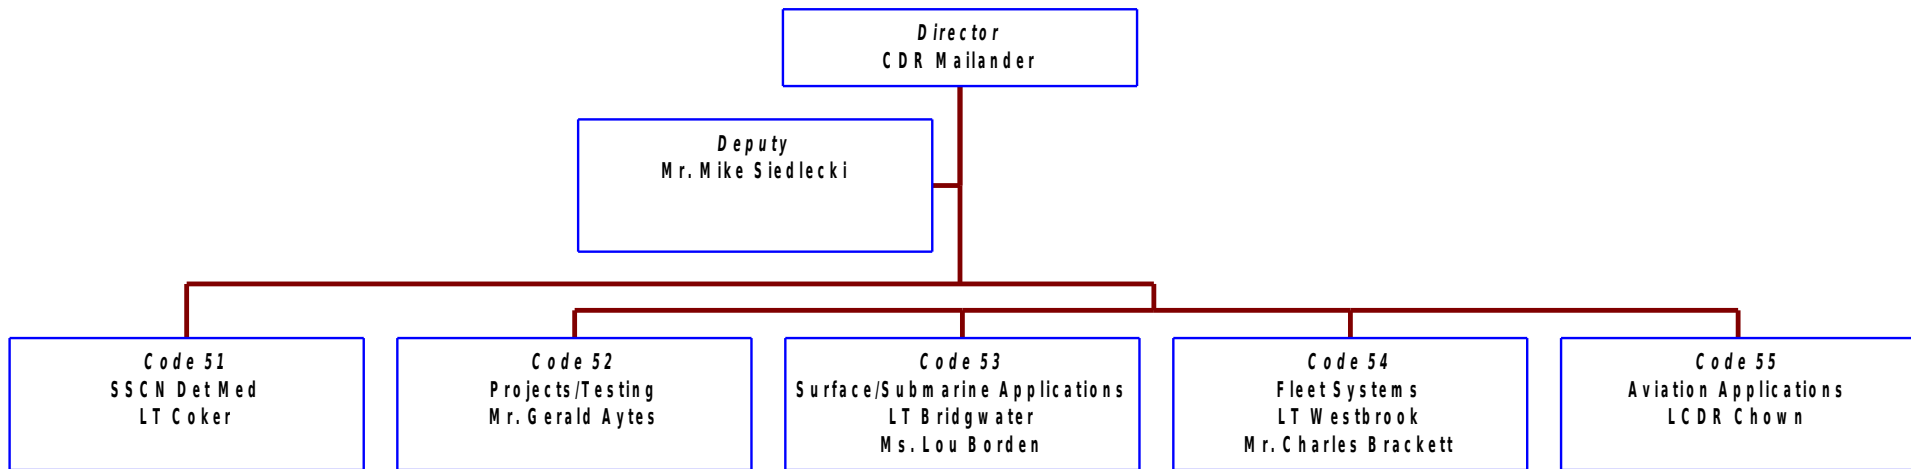 Director
CDR Mailander
Deputy
Mr. Mike Siedlecki
Code 51
SSCN Det Med
LT Coker
Code 52
Projects/Testing
Mr. Gerald Aytes
Code 53
Surface/Submarine Applications
LT Bridgwater
Ms. Lou Borden
Code 54
Fleet Systems
LT Westbrook
Mr. Charles Brackett
Code 55
Aviation Applications
LCDR Chown